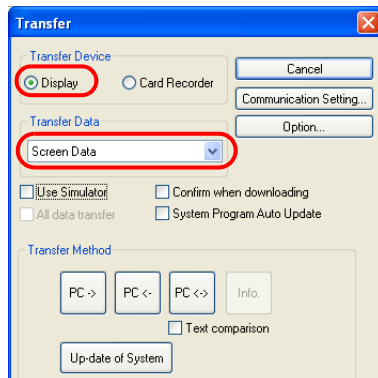 Transfer
Transfer Device
Display
Card Recorder
Cancel
Communication Setting...
Transfer Data
Option...
Screen Data
Use Simulator
Confirm when downloading
All data transfer
System Program Auto Update
Transfer Method
PC ->
PC <-
PC <->
Info.
Text comparison
Up-date of System